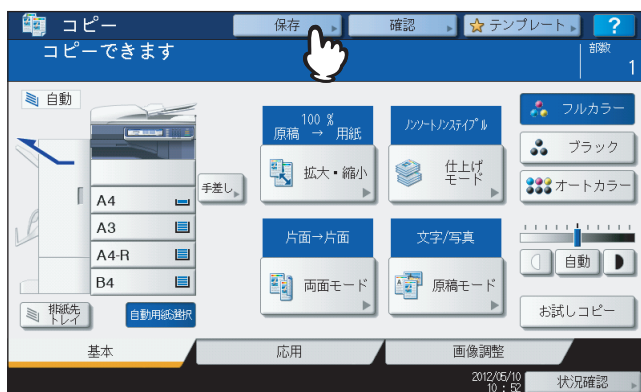 コピー
保存
確認
テンプレート
?
コピーできます
部数
1
自動
100 %
原稿 → 用紙
拡大・縮小
ノンソートノンステイプル
仕上げ
モード
フルカラー
ブラック
オートカラー
手差し
A4
A3
A4-R
B4
片面→片面
両面モード
文字/写真
原稿モード
自動
排紙先
トレイ
自動用紙選択
お試しコピー
基本
応用
画像調整
2012/05/10
10:52
状況確認